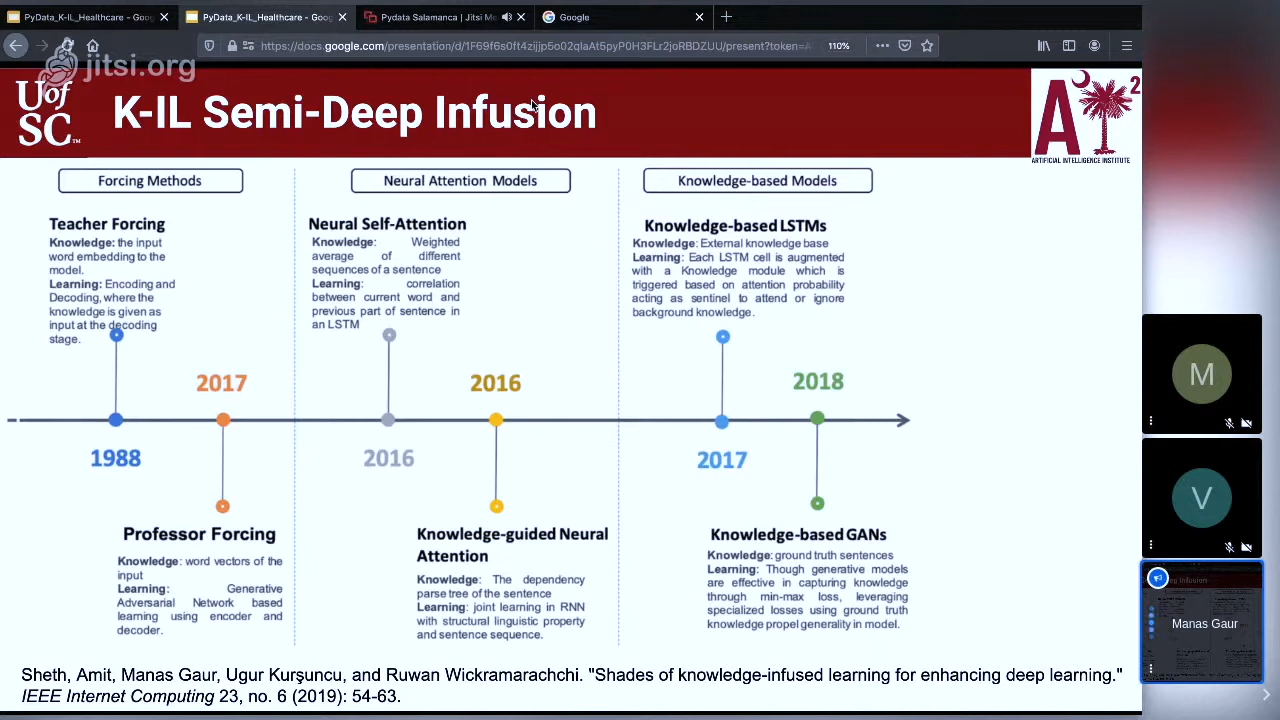 PyData_K-IL_Healthcare - Goog
PyData_K-IL_Healthcare - Goog
Pydata Salamanca | Jitsi Me
Google
https://docs.google.com/presentation/d/1F69f6s0ft4zijjp5o02qlaAt5pyP0H3FLr2joRBDZUU/present?token=A
110%
jitsi.org
UofSC
K-IL Semi-Deep Infusion
AI2
ARTIFICIAL INTELLIGENCE INSTITUTE
Forcing Methods
Neural Attention Models
Knowledge-based Models
Teacher Forcing
Knowledge: the input
word embedding to the
model.
Learning: Encoding and
Decoding, where the
knowledge is given as
input at the decoding
stage.
Neural Self-Attention
Knowledge: Weighted
average of different
sequences of a sentence
Learning: correlation
between current word and
previous part of sentence in
an LSTM
Knowledge-based LSTMs
Knowledge: External knowledge base
Learning: Each LSTM cell is augmented
with a Knowledge module which is
triggered based on attention probability
acting as sentinel to attend or ignore
background knowledge.
2017
2016
2018
1988
2016
2017
Professor Forcing
Knowledge: word vectors of the
input
Learning: Generative
Adversarial Network based
learning using encoder and
decoder.
Knowledge-guided Neural
Attention
Knowledge: The dependency
parse tree of the sentence
Learning: joint learning in RNN
with structural linguistic property
and sentence sequence.
Knowledge-based GANs
Knowledge: ground truth sentences
Learning: Though generative models
are effective in capturing knowledge
through min-max loss, leveraging
specialized losses using ground truth
knowledge propel generality in model.
Sheth, Amit, Manas Gaur, Ugur Kurşuncu, and Ruwan Wickramarachchi. "Shades of knowledge-infused learning for enhancing deep learning."
IEEE Internet Computing 23, no. 6 (2019): 54-63.
M
V
Manas Gaur